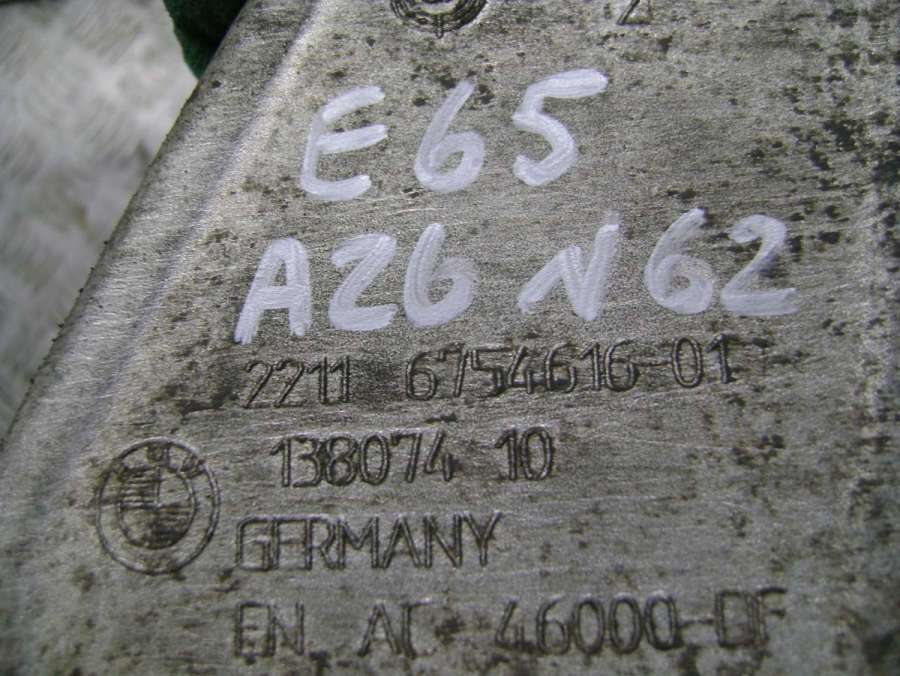 E65
A26 N62
2211 6754616-01
138074 10
GERMANY
EN AC 46000-DF